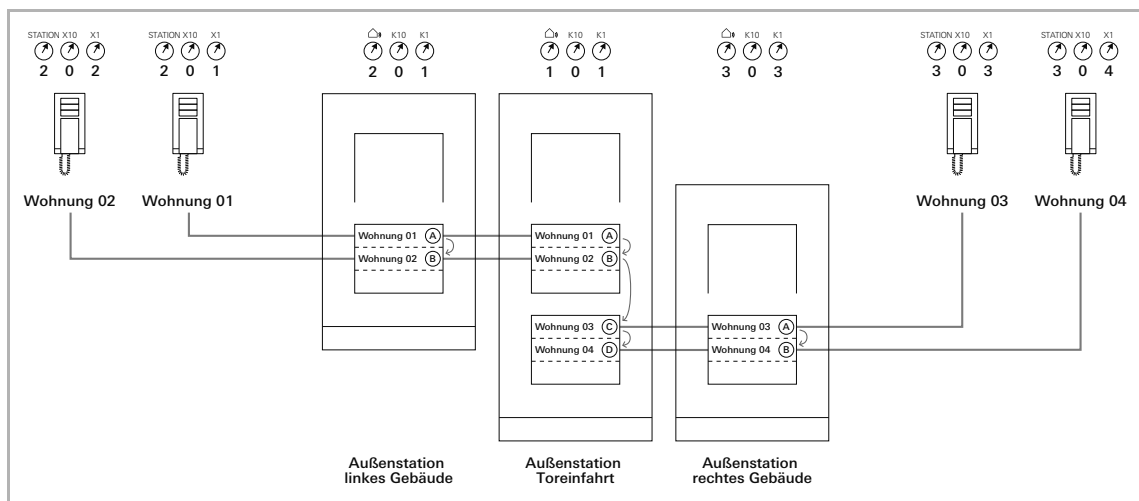 STATION X10 X1
2 0 2
STATION X10 X1
2 0 1
K10 K1
2 0 1
K10 K1
1 0 1
K10 K1
3 0 3
STATION X10 X1
3 0 3
STATION X10 X1
3 0 4
Wohnung 02
Wohnung 01
Wohnung 03
Wohnung 04
Wohnung 01 A
Wohnung 02 B
Wohnung 01 A
Wohnung 02 B
Wohnung 03 C
Wohnung 04 D
Wohnung 03 A
Wohnung 04 B
Außenstation
linkes Gebäude
Außenstation
Toreinfahrt
Außenstation
rechtes Gebäude